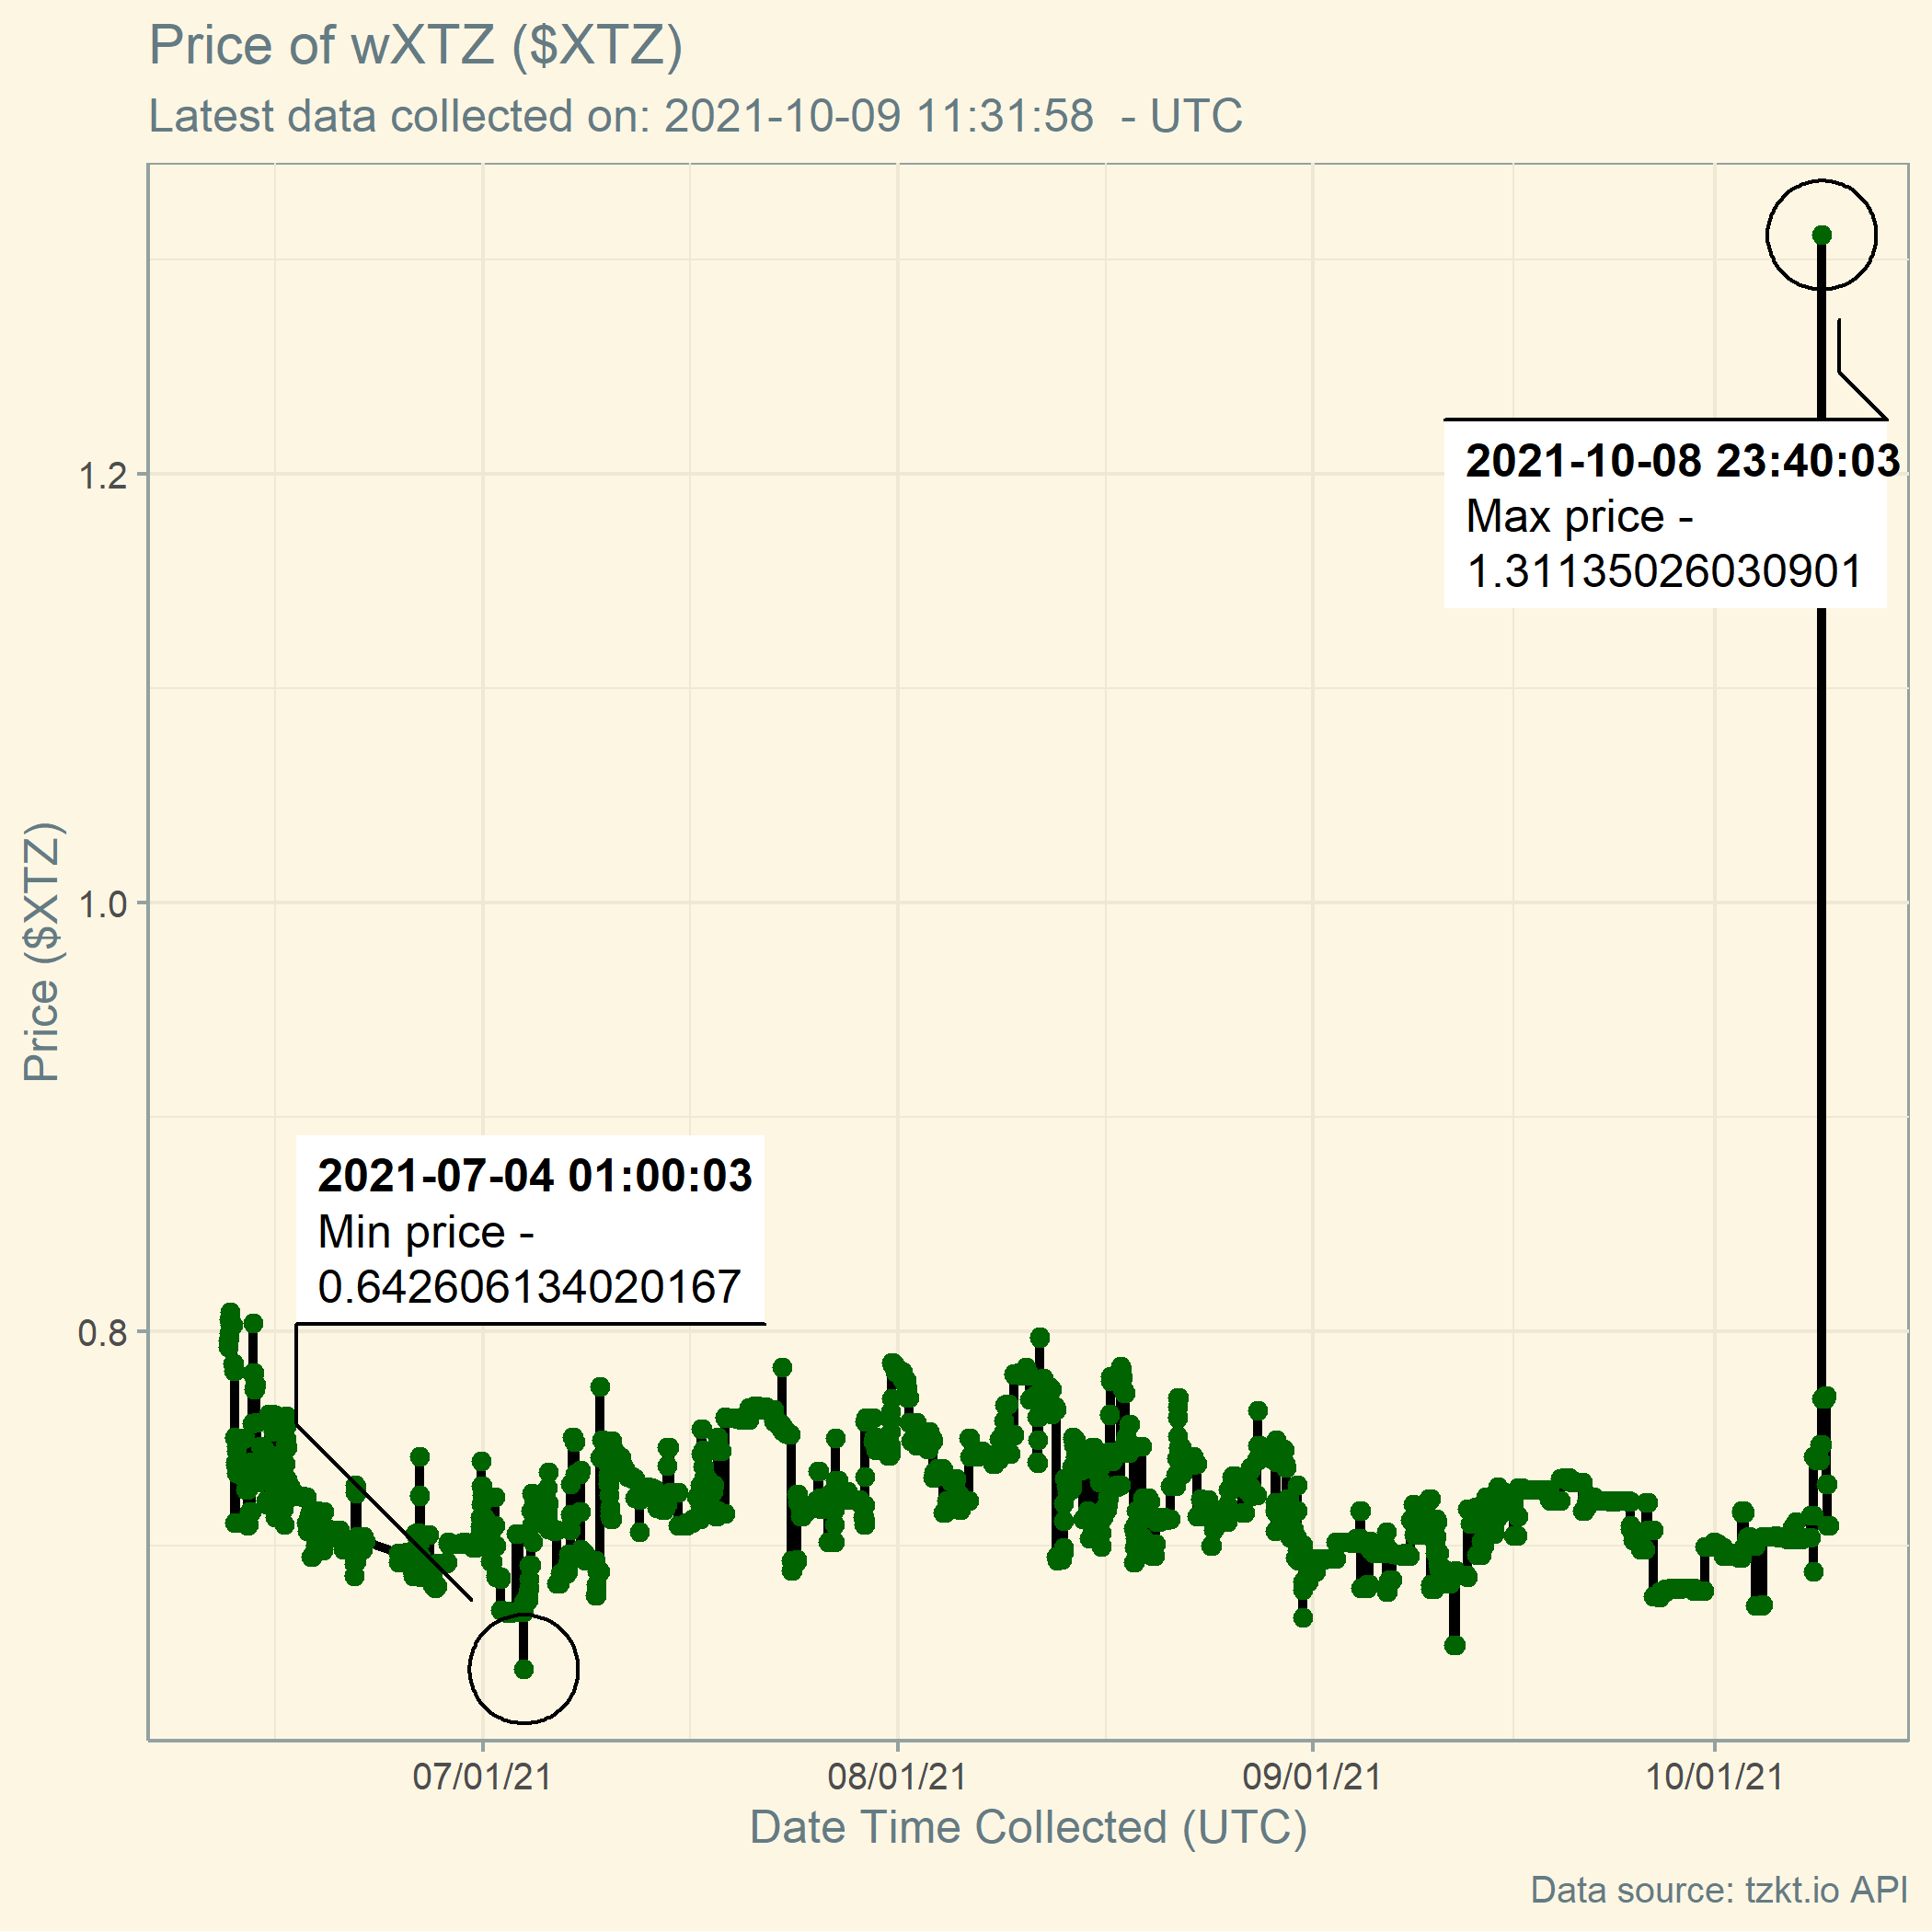 Price of wXTZ ($XTZ)
Latest data collected on: 2021-10-09 11:31:58  - UTC
2021-10-08 23:40:03
Max price -
1.31135026030901
2021-07-04 01:00:03
Min price -
0.642606134020167
Price ($XTZ)
1.2
1.0
0.8
07/01/21
08/01/21
09/01/21
10/01/21
Date Time Collected (UTC)
Data source: tzkt.io API